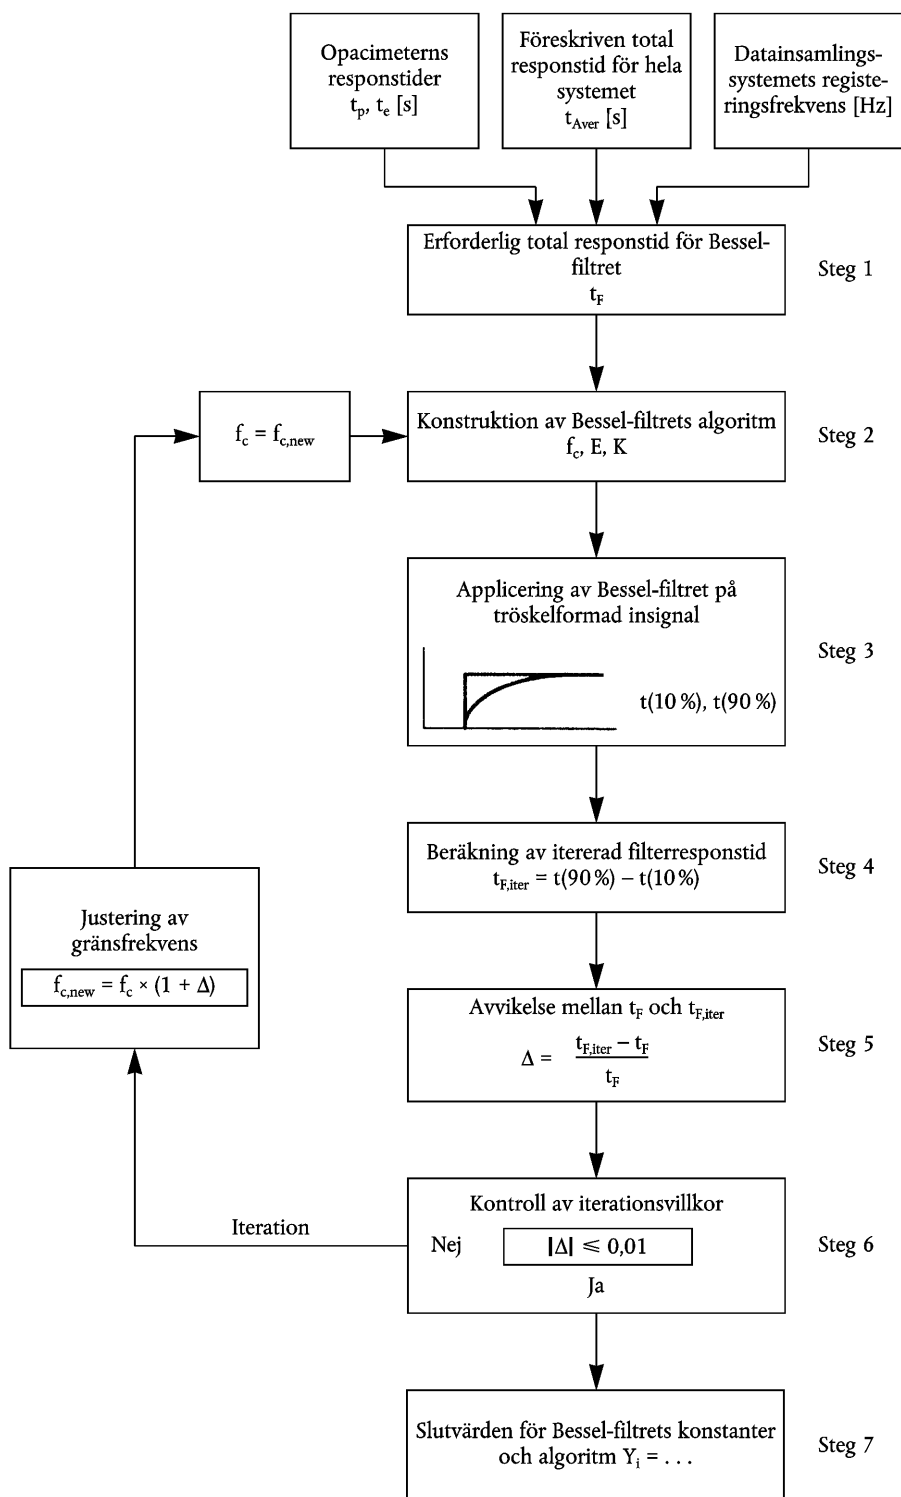 Opacimeterns
responstider
tp, te [s]
Föreskriven total
responstid för hela
systemet
tAver [s]
Datainsamlings-
systemets registe-
ringsfrekvens [Hz]
Erforderlig total responstid för Bessel-
filtret
tF
Steg 1
fc = fc,new
Konstruktion av Bessel-filtrets algoritm
fc, E, K
Steg 2
Applicering av Bessel-filtret på
tröskelformad insignal
t(10 %), t(90 %)
Steg 3
Beräkning av itererad filterresponstid
tF,iter = t(90 %) – t(10 %)
Steg 4
Justering av
gränsfrekvens
fc,new = fc × (1 + Δ)
Avvikelse mellan tF och tF,iter
Δ = (tF,iter – tF) / tF
Steg 5
Iteration
Kontroll av iterationsvillkor
Nej
|Δ| ⩽ 0,01
Ja
Steg 6
Slutvärden för Bessel-filtrets konstanter
och algoritm Yi = . . .
Steg 7